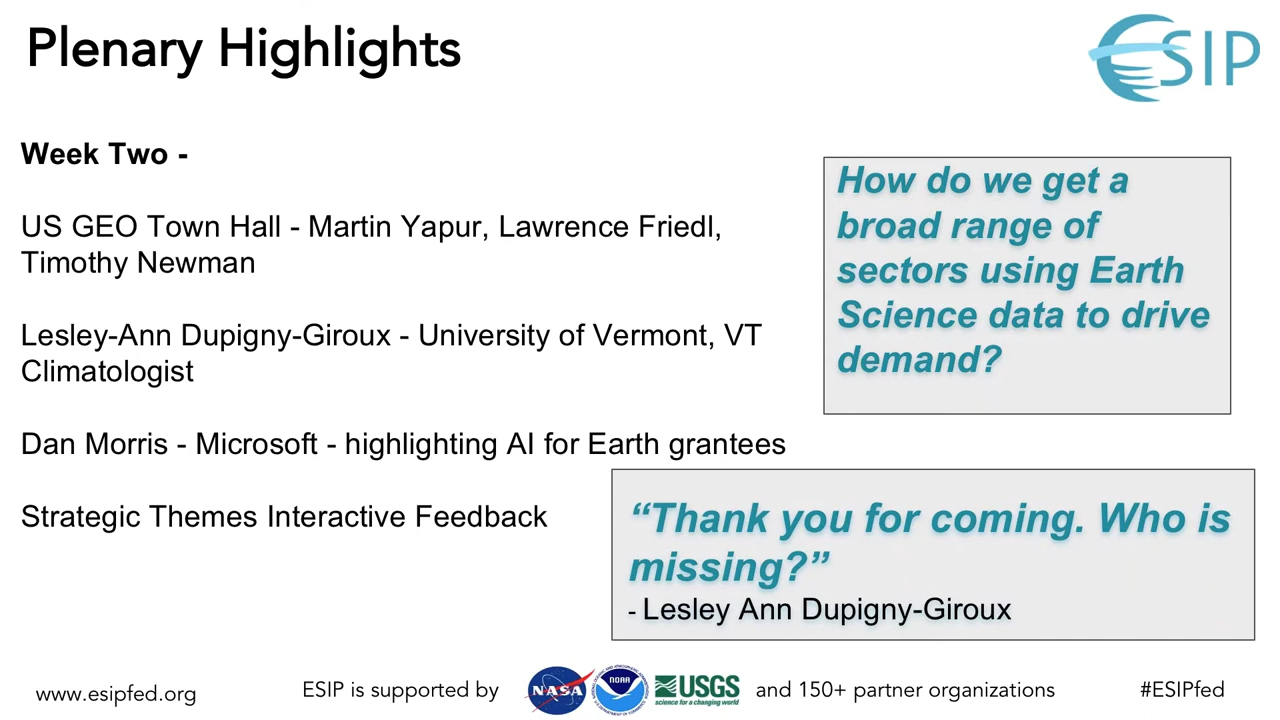 Plenary Highlights
ESIP
Week Two -
US GEO Town Hall - Martin Yapur, Lawrence Friedl,
Timothy Newman
Lesley-Ann Dupigny-Giroux - University of Vermont, VT
Climatologist
Dan Morris - Microsoft - highlighting AI for Earth grantees
Strategic Themes Interactive Feedback
How do we get a
broad range of
sectors using Earth
Science data to drive
demand?
“Thank you for coming. Who is
missing?”
- Lesley Ann Dupigny-Giroux
www.esipfed.org
ESIP is supported by
NASA
NOAA
USGS
science for a changing world
and 150+ partner organizations
#ESIPfed